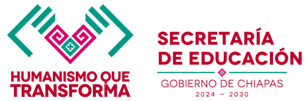 HUMANISMO QUE
TRANSFORMA
SECRETARÍA
DE EDUCACIÓN
GOBIERNO DE CHIAPAS
2024 - 2030